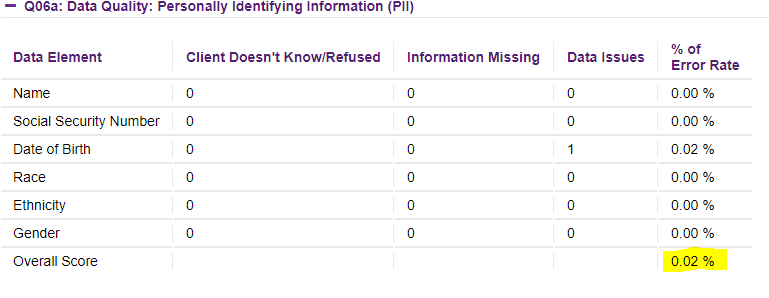 − Q06a: Data Quality: Personally Identifying Information (PII)
Data Element Client Doesn't Know/Refused Information Missing Data Issues % of Error Rate
Name 0 0 0 0.00 %
Social Security Number 0 0 0 0.00 %
Date of Birth 0 0 1 0.02 %
Race 0 0 0 0.00 %
Ethnicity 0 0 0 0.00 %
Gender 0 0 0 0.00 %
Overall Score 0.02 %